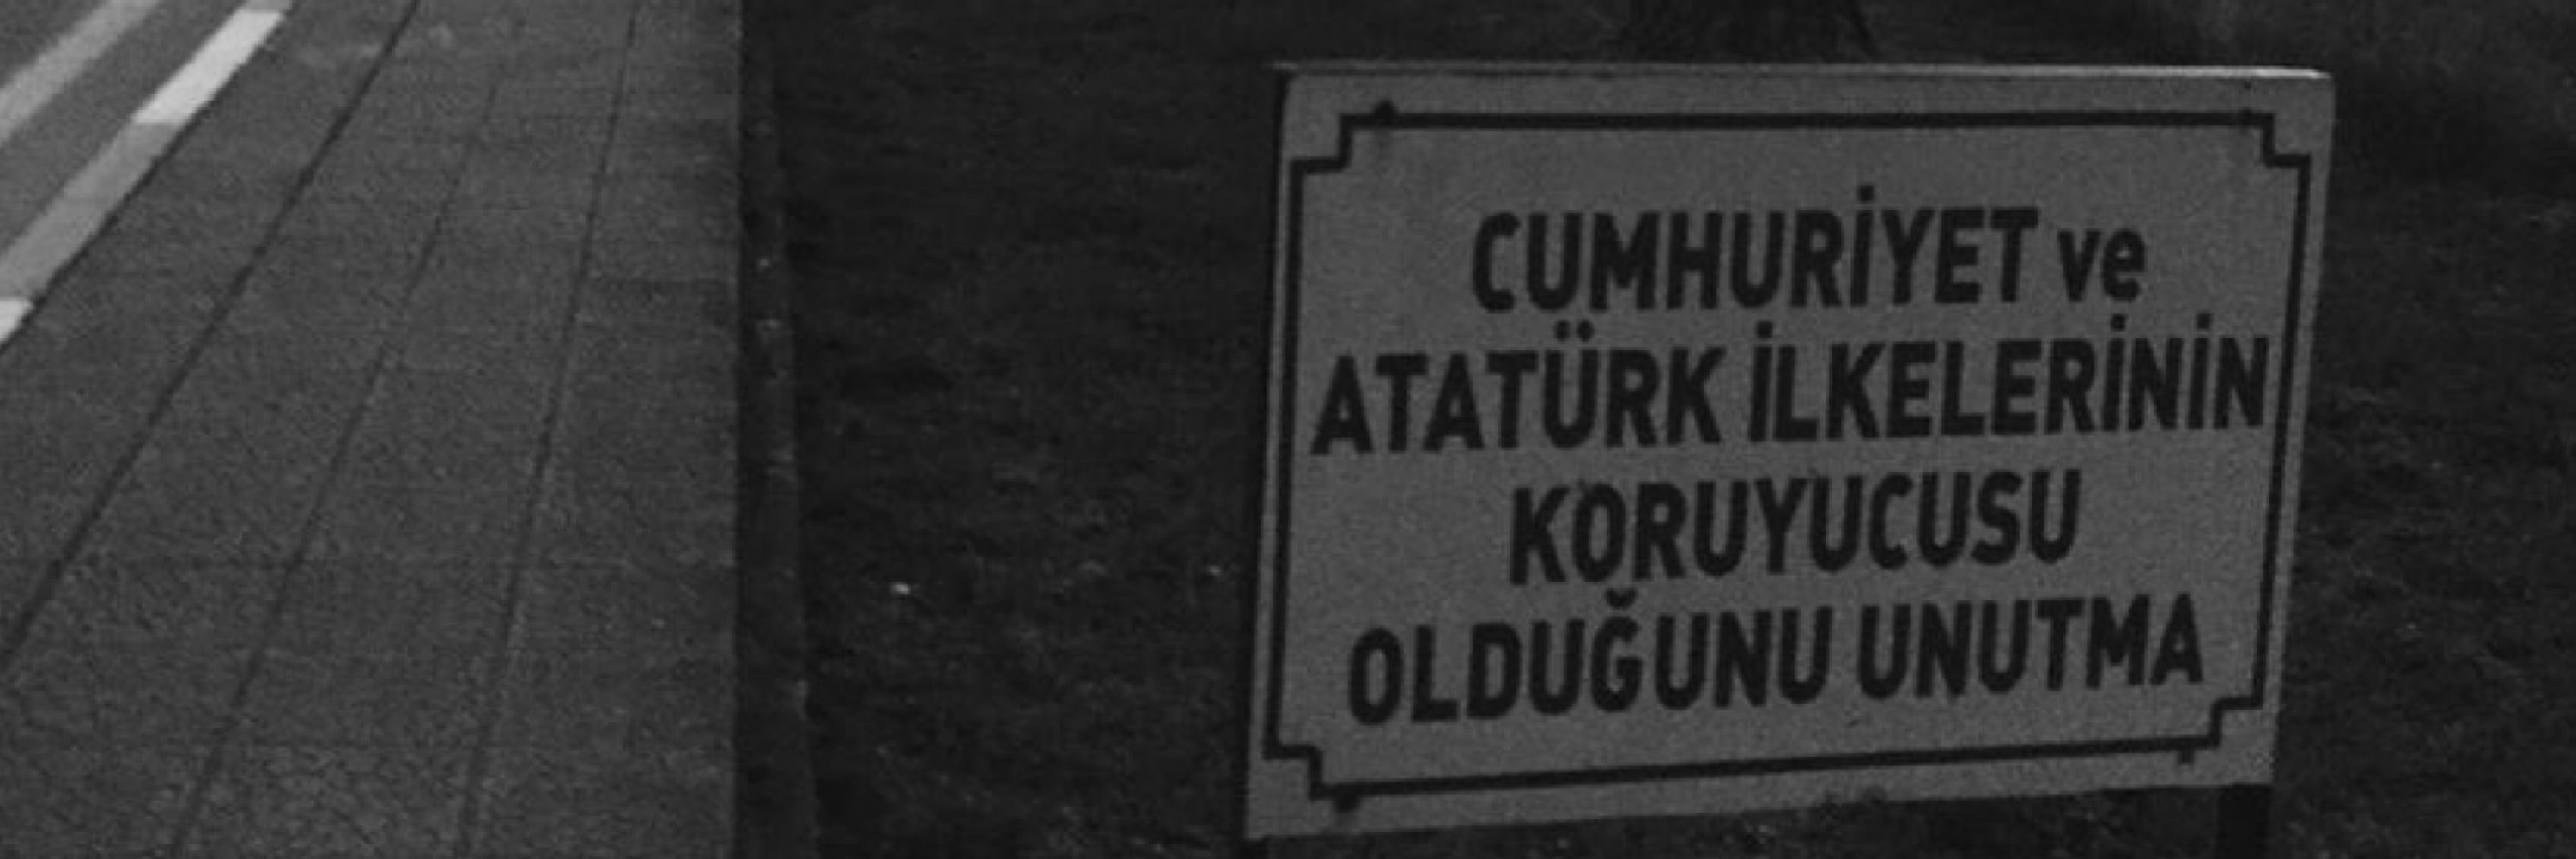 CUMHURİYET ve
ATATÜRK İLKELERİNİN
KORUYUCUSU
OLDUĞUNU UNUTMA